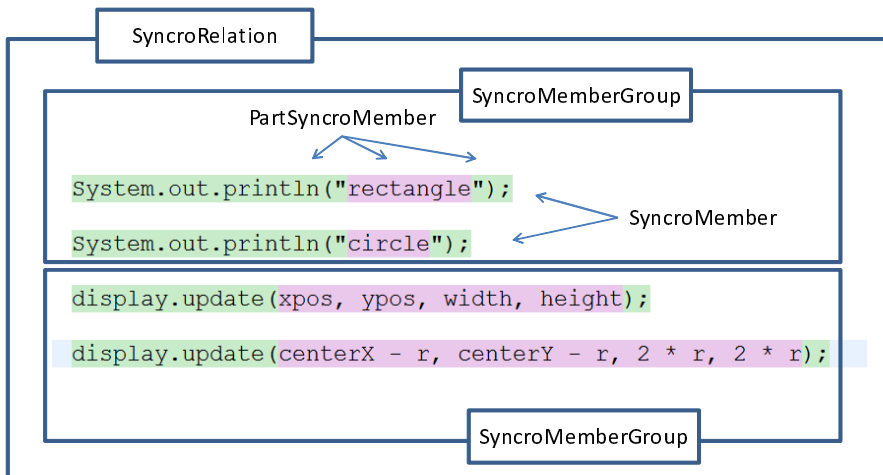 SyncroRelation
SyncroMemberGroup
PartSyncroMember
System.out.println("rectangle");
SyncroMember
System.out.println("circle");
display.update(xpos, ypos, width, height);
display.update(centerX - r, centerY - r, 2 * r, 2 * r);
SyncroMemberGroup